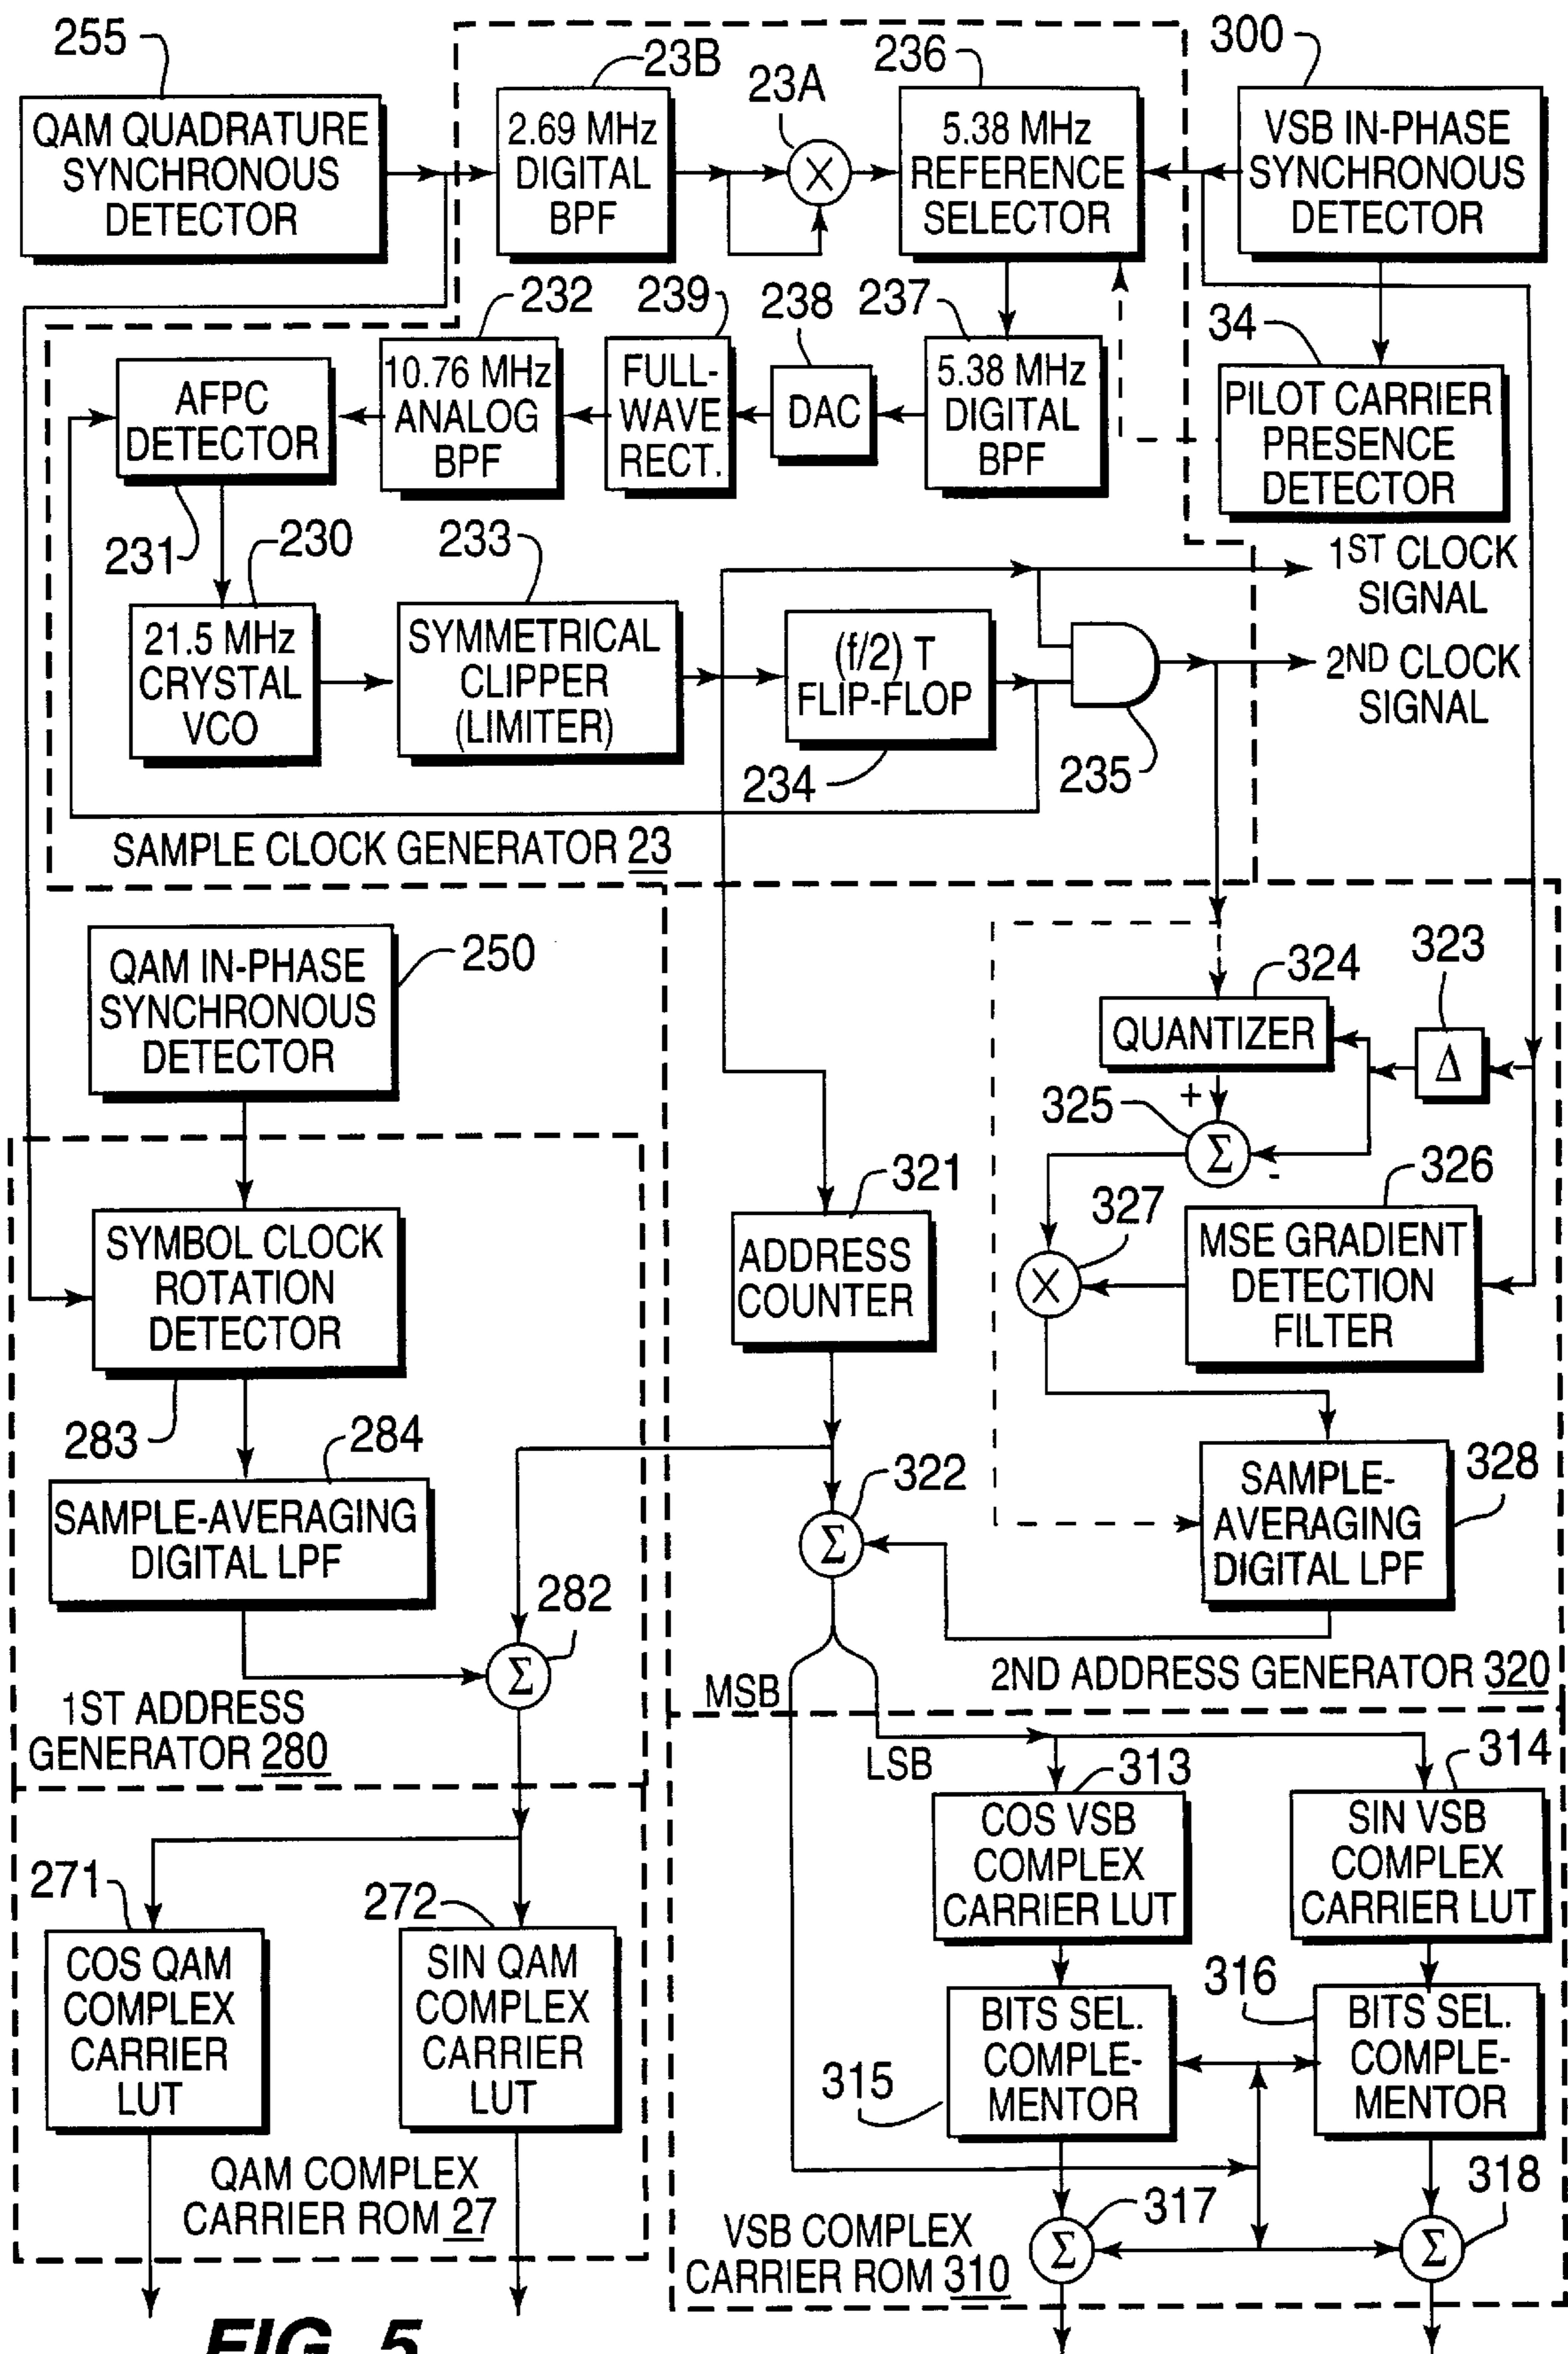 255
QAM QUADRATURE
SYNCHRONOUS
DETECTOR
23B
2.69 MHz
DIGITAL
BPF
23A
X
236
5.38 MHz
REFERENCE
SELECTOR
300
VSB IN-PHASE
SYNCHRONOUS
DETECTOR
232
10.76 MHz
ANALOG
BPF
239
FULL-
WAVE
RECT.
238
DAC
237
5.38 MHz
DIGITAL
BPF
34
PILOT CARRIER
PRESENCE
DETECTOR
AFPC
DETECTOR
231
230
21.5 MHz
CRYSTAL
VCO
233
SYMMETRICAL
CLIPPER
(LIMITER)
(f/2) T
FLIP-FLOP
234
235
1ST CLOCK
SIGNAL
2ND CLOCK
SIGNAL
SAMPLE CLOCK GENERATOR 23
QAM IN-PHASE
SYNCHRONOUS
DETECTOR
250
324
QUANTIZER
323
Δ
+
325
Σ
-
326
MSE GRADIENT
DETECTION
FILTER
327
X
321
ADDRESS
COUNTER
SYMBOL CLOCK
ROTATION
DETECTOR
283
284
SAMPLE-AVERAGING
DIGITAL LPF
322
Σ
SAMPLE-
AVERAGING
DIGITAL LPF
328
282
Σ
1ST ADDRESS
GENERATOR 280
MSB
2ND ADDRESS GENERATOR 320
LSB
313
COS VSB
COMPLEX
CARRIER LUT
314
SIN VSB
COMPLEX
CARRIER LUT
271
COS QAM
COMPLEX
CARRIER
LUT
272
SIN QAM
COMPLEX
CARRIER
LUT
315
BITS SEL.
COMPLE-
MENTOR
316
BITS SEL.
COMPLE-
MENTOR
QAM COMPLEX
CARRIER ROM 27
VSB COMPLEX
CARRIER ROM 310
317
Σ
318
Σ
FIG. 5